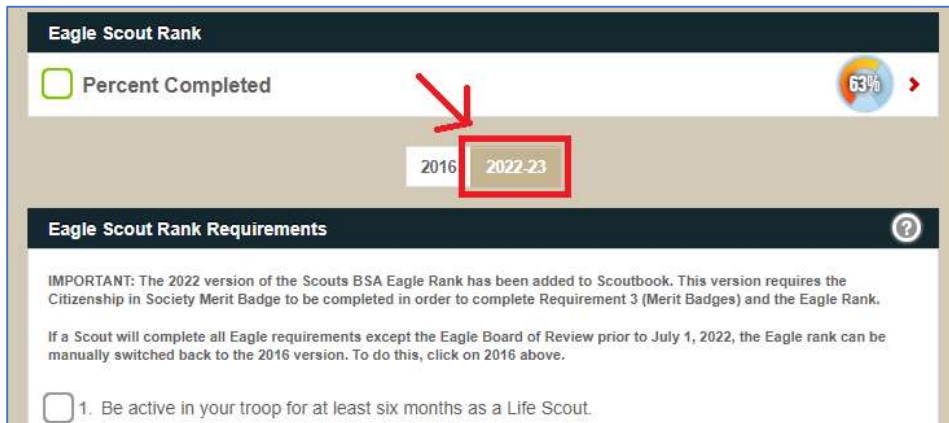 Eagle Scout Rank
Percent Completed
63%
2016 2022-23
Eagle Scout Rank Requirements
?
IMPORTANT: The 2022 version of the Scouts BSA Eagle Rank has been added to Scoutbook. This version requires the
Citizenship in Society Merit Badge to be completed in order to complete Requirement 3 (Merit Badges) and the Eagle Rank.
If a Scout will complete all Eagle requirements except the Eagle Board of Review prior to July 1, 2022, the Eagle rank can be
manually switched back to the 2016 version. To do this, click on 2016 above.
1. Be active in your troop for at least six months as a Life Scout.